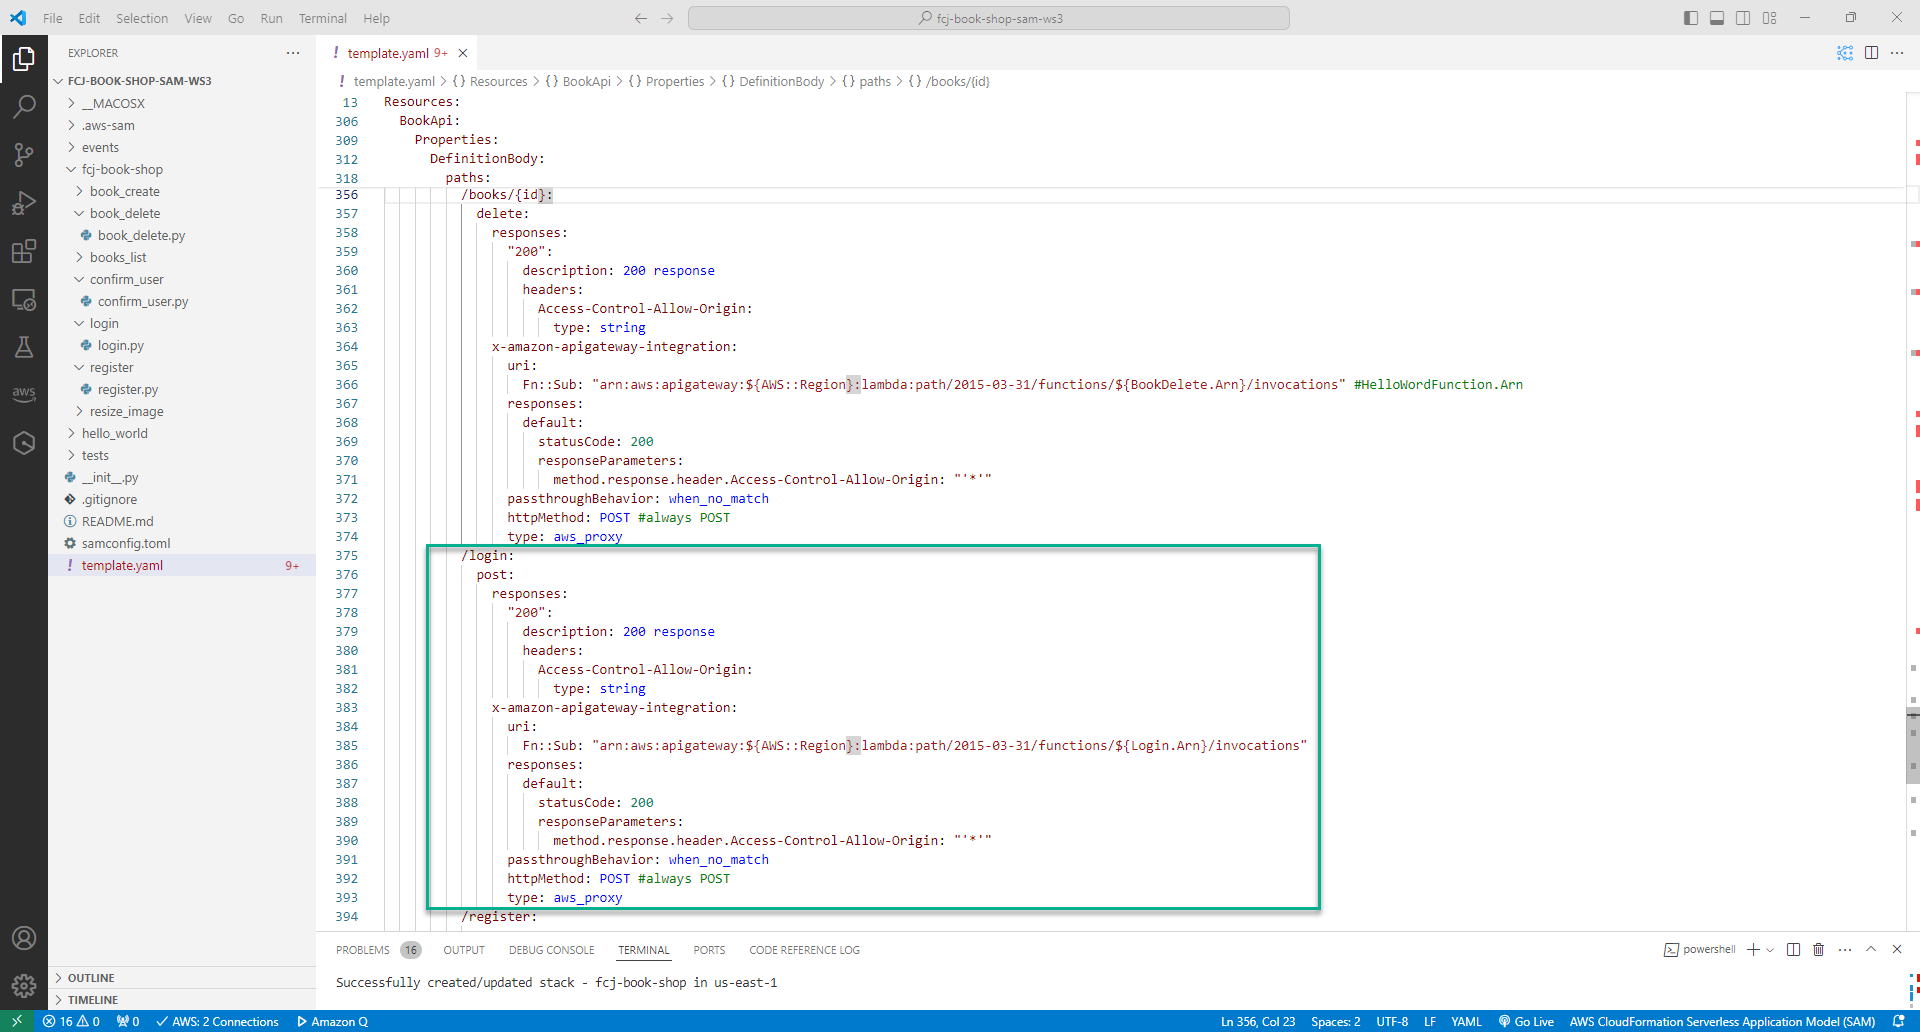 File Edit Selection View Go Run Terminal Help
fcj-book-shop-sam-ws3
EXPLORER
FCJ-BOOK-SHOP-SAM-WS3
__MACOSX
.aws-sam
events
fcj-book-shop
book_create
book_delete
book_delete.py
books_list
confirm_user
confirm_user.py
login
login.py
register
register.py
resize_image
hello_world
tests
__init__.py
.gitignore
README.md
samconfig.toml
template.yaml 9+
OUTLINE
TIMELINE
aws
template.yaml 9+
template.yaml > {} Resources > {} BookApi > {} Properties > {} DefinitionBody > {} paths > {} /books/{id}
13 Resources:
306 BookApi:
309 Properties:
312 DefinitionBody:
318 paths:
356 /books/{id}:
357 delete:
358 responses:
359 "200":
360 description: 200 response
361 headers:
362 Access-Control-Allow-Origin:
363 type: string
364 x-amazon-apigateway-integration:
365 uri:
366 Fn::Sub: "arn:aws:apigateway:${AWS::Region}:lambda:path/2015-03-31/functions/${BookDelete.Arn}/invocations" #HelloWordFunction.Arn
367 responses:
368 default:
369 statusCode: 200
370 responseParameters:
371 method.response.header.Access-Control-Allow-Origin: "'*'"
372 passthroughBehavior: when_no_match
373 httpMethod: POST #always POST
374 type: aws_proxy
375 /login:
376 post:
377 responses:
378 "200":
379 description: 200 response
380 headers:
381 Access-Control-Allow-Origin:
382 type: string
383 x-amazon-apigateway-integration:
384 uri:
385 Fn::Sub: "arn:aws:apigateway:${AWS::Region}:lambda:path/2015-03-31/functions/${Login.Arn}/invocations"
386 responses:
387 default:
388 statusCode: 200
389 responseParameters:
390 method.response.header.Access-Control-Allow-Origin: "'*'"
391 passthroughBehavior: when_no_match
392 httpMethod: POST #always POST
393 type: aws_proxy
394 /register:
PROBLEMS 16 OUTPUT DEBUG CONSOLE TERMINAL PORTS CODE REFERENCE LOG
powershell
Successfully created/updated stack - fcj-book-shop in us-east-1
16 0 0 AWS: 2 Connections Amazon Q
Ln 356, Col 23 Spaces: 2 UTF-8 LF YAML Go Live AWS CloudFormation Serverless Application Model (SAM)